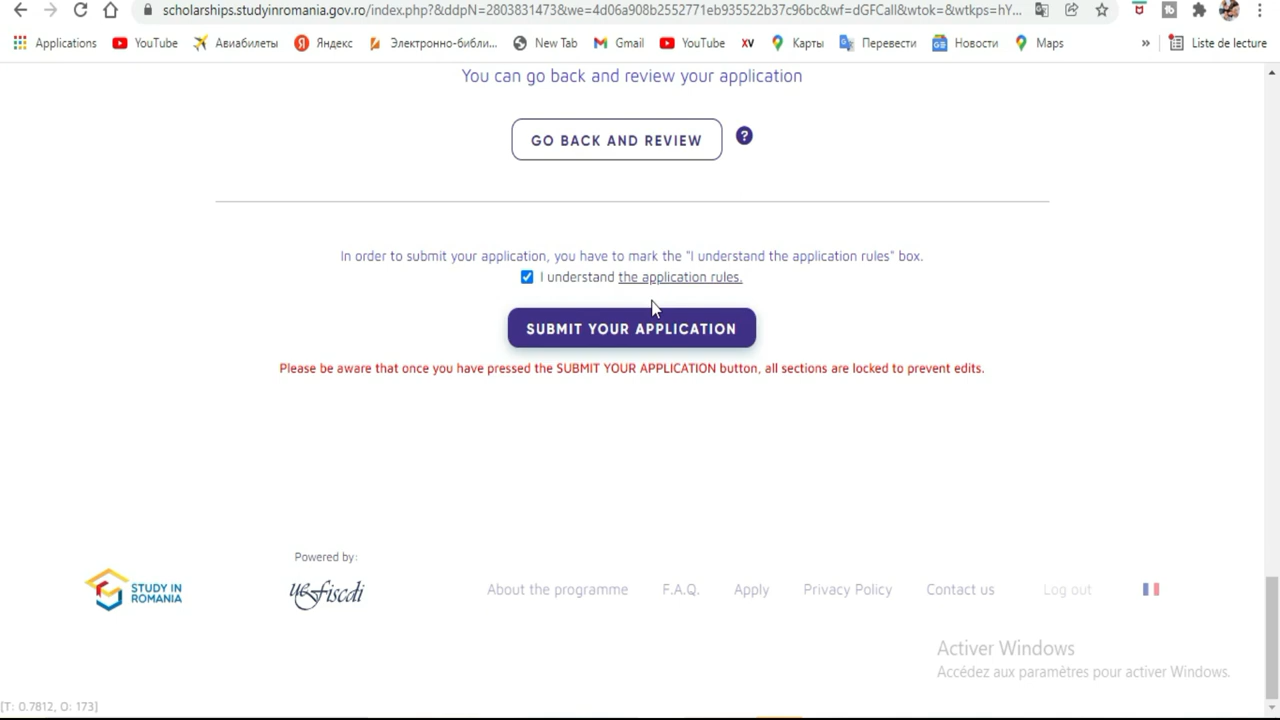 scholarships.studyinromania.gov.ro/index.php?&ddpN=2803831473&we=4d06a908b2552771eb935522b37c96bc&wf=dGFCall&wtok=&wtkps=hY...
Applications YouTube Авиабилеты Яндекс Электронно-библи... New Tab Gmail YouTube XV Карты Перевести Новости Maps » Liste de lecture
You can go back and review your application
GO BACK AND REVIEW ?
In order to submit your application, you have to mark the "I understand the application rules" box.
I understand the application rules.
SUBMIT YOUR APPLICATION
Please be aware that once you have pressed the SUBMIT YOUR APPLICATION button, all sections are locked to prevent edits.
Powered by:
STUDY IN
ROMANIA
uefiscdi
About the programme F.A.Q. Apply Privacy Policy Contact us Log out
Activer Windows
Accédez aux paramètres pour activer Windows.
[T: 0.7812, O: 173]